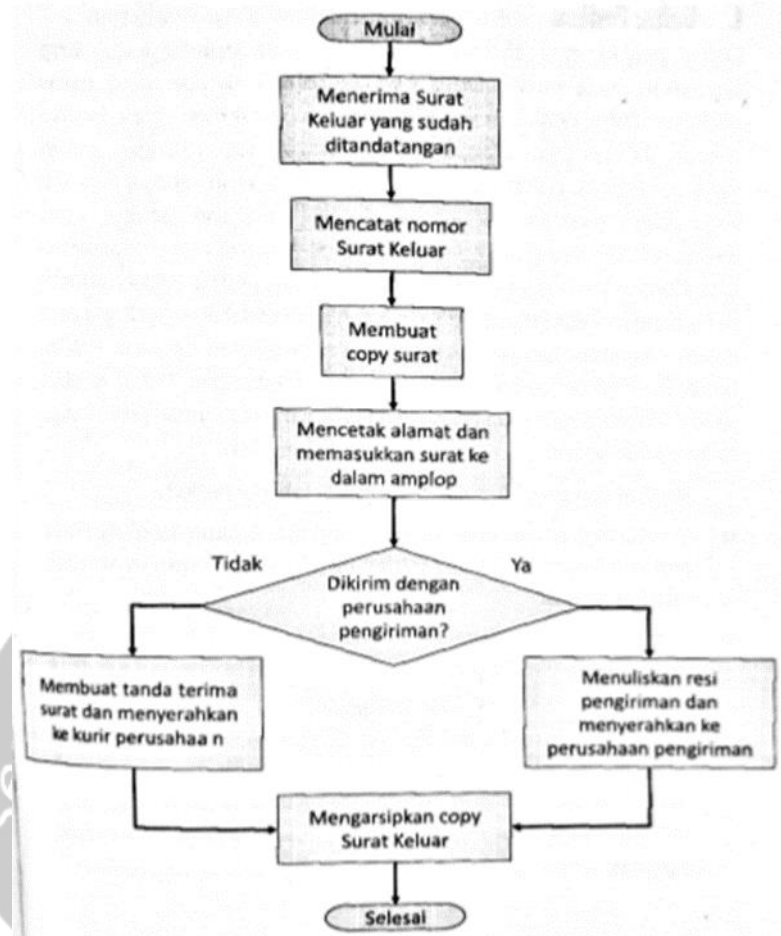 Mulai
Menerima Surat
Keluar yang sudah
ditandatangan
Mencatat nomor
Surat Keluar
Membuat
copy surat
Mencetak alamat dan
memasukkan surat ke
dalam amplop
Tidak
Ya
Dikirim dengan
perusahaan
pengiriman?
Membuat tanda terima
surat dan menyerahkan
ke kurir perusahaa n
Menuliskan resi
pengiriman dan
menyerahkan ke
perusahaan pengiriman
Mengarsipkan copy
Surat Keluar
Selesai